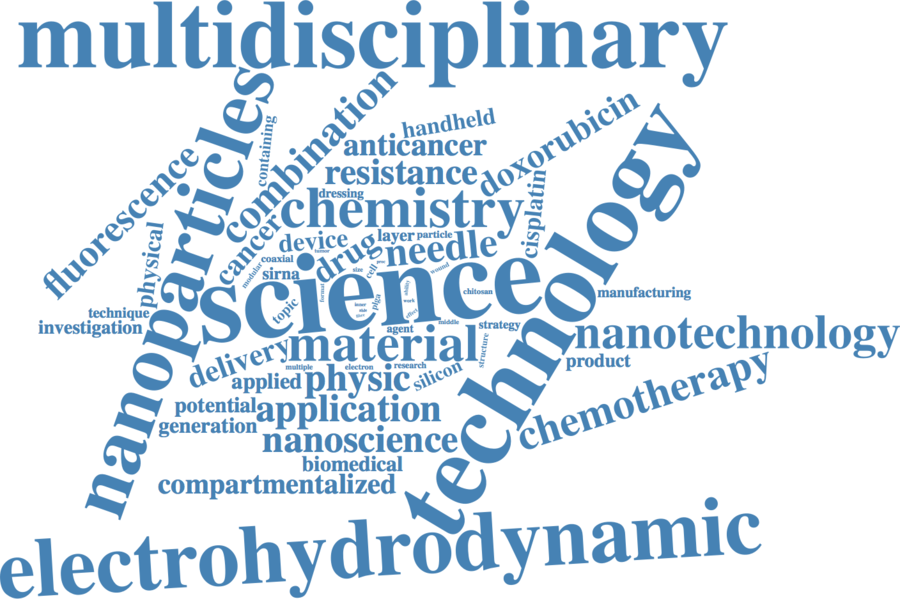 multidisciplinary
nanoparticles
containing
combination
fluorescence
handheld
anticancer
resistance
doxorubicin
technology
cisplatin
dressing
chemistry
physical
cancer
device
drug
layer
particle
needle
tumor
modular
coaxial
sirna
size
cell
wound
science
format
topic
plga
work
chitosan
manufacturing
technique
investigation
agent
middle
strategy
nanotechnology
structure
product
delivery
material
multiple
electron
research
applied
physic
silicon
chemotherapy
potential
application
generation
nanoscience
biomedical
compartmentalized
electrohydrodynamic